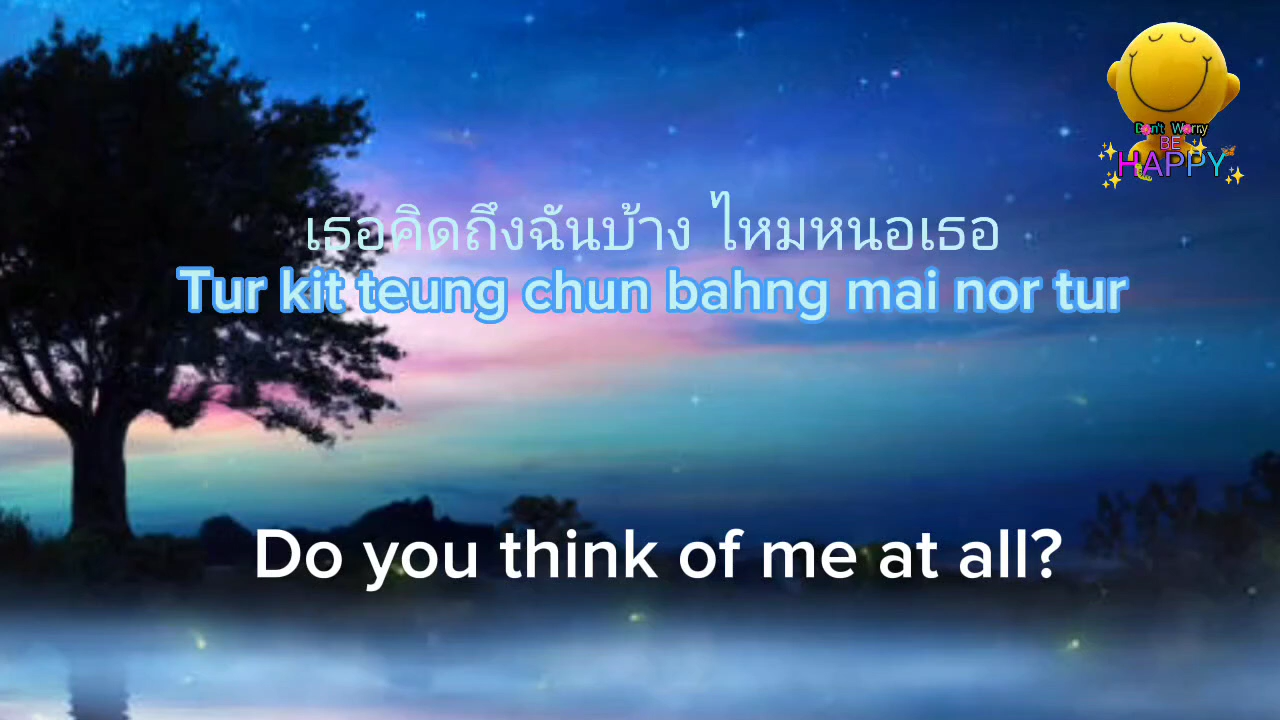 Don't Worry
BE
HAPPY
เธอคิดถึงฉันบ้าง ไหมหนอเธอ
Tur kit teung chun bahng mai nor tur
Do you think of me at all?